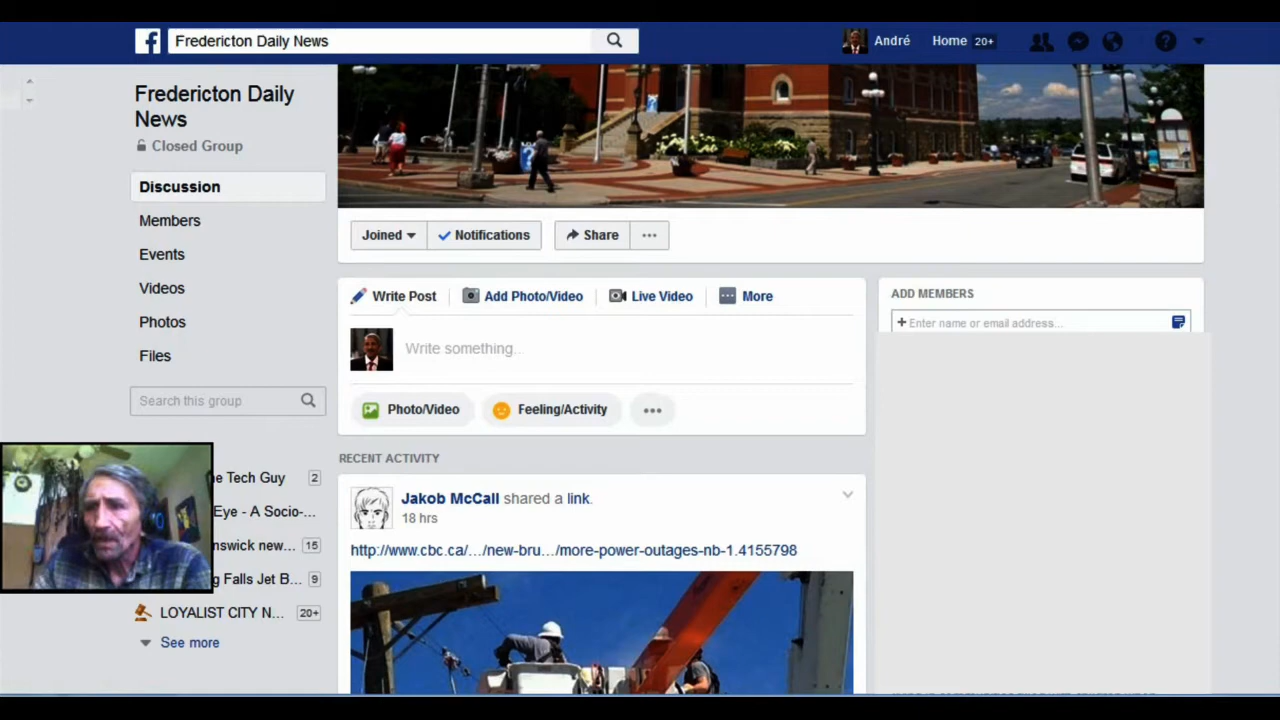 Fredericton Daily News
André
Home 20+
Fredericton Daily
News
Closed Group
Discussion
Members
Events
Videos
Photos
Files
Search this group
e Tech Guy 2
Eye - A Socio-...
nswick new... 15
g Falls Jet B... 9
LOYALIST CITY N... 20+
See more
Joined
Notifications
Share
Write Post
Add Photo/Video
Live Video
More
Write something...
Photo/Video
Feeling/Activity
RECENT ACTIVITY
Jakob McCall shared a link.
18 hrs
http://www.cbc.ca/.../new-bru.../more-power-outages-nb-1.4155798
ADD MEMBERS
+ Enter name or email address...